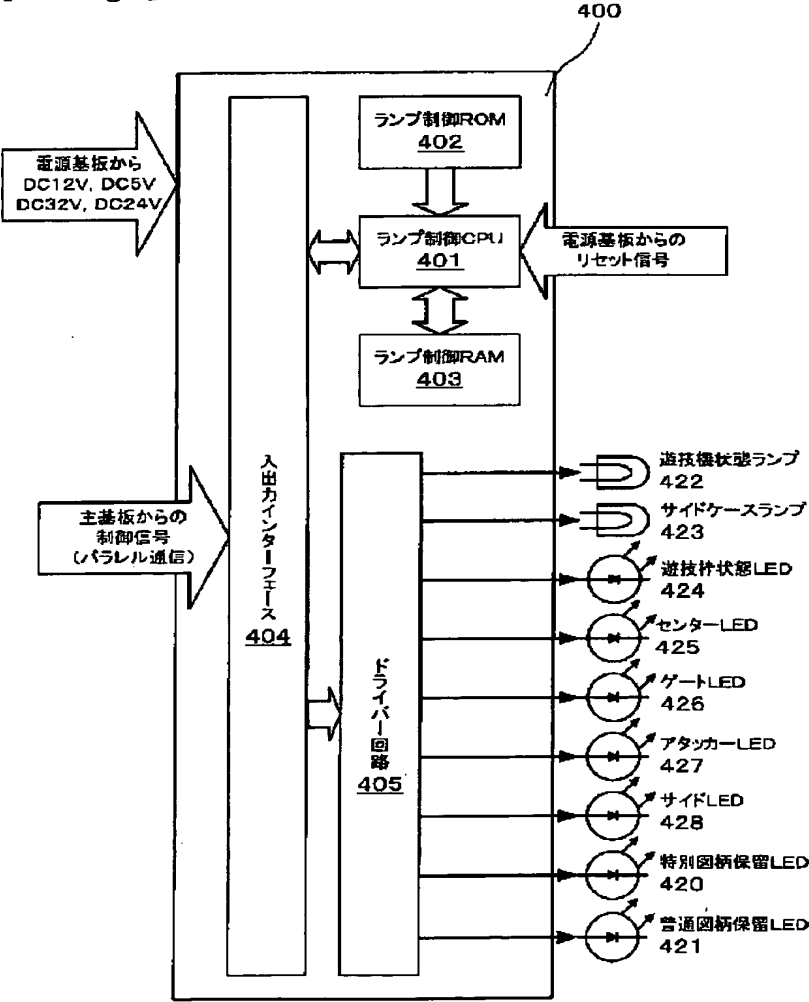 400
ランプ制御ROM
402
電源基板から
DC12V, DC5V
DC32V, DC24V
ランプ制御CPU
401
電源基板からの
リセット信号
ランプ制御RAM
403
主基板からの
制御信号
(パラレル通信)
入出力インターフェース
404
ドライバー回路
405
遊技機状態ランプ
422
サイドケースランプ
423
遊技枠状態LED
424
センターLED
425
ゲートLED
426
アタッカーLED
427
サイドLED
428
特別図柄保留LED
420
普通図柄保留LED
421